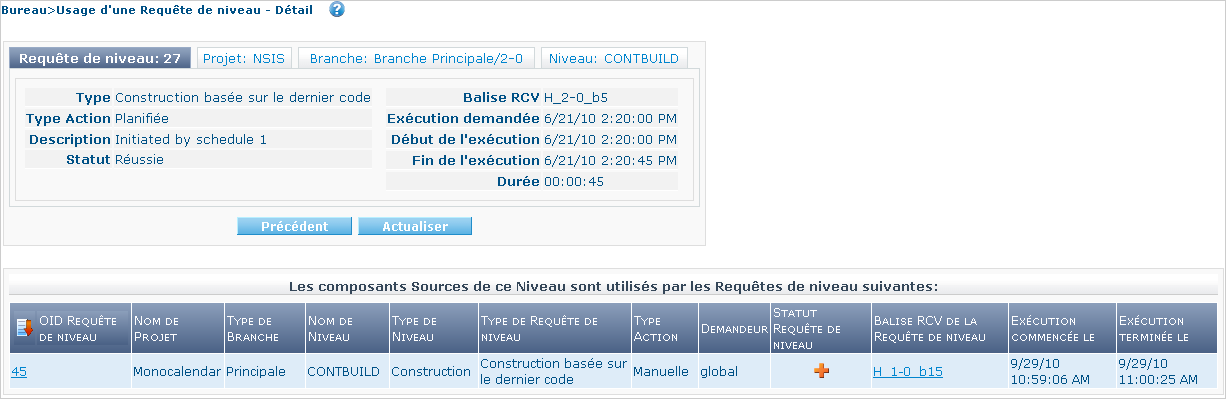 Bureau>Usage d'une Requête de niveau - Détail ?
Requête de niveau: 27 Projet: NSIS Branche: Branche Principale/2-0 Niveau: CONTBUILD
Type Construction basée sur le dernier code Balise RCV H_2-0_b5
Type Action Planifiée Exécution demandée 6/21/10 2:20:00 PM
Description Initiated by schedule 1 Début de l'exécution 6/21/10 2:20:00 PM
Statut Réussie Fin de l'exécution 6/21/10 2:20:45 PM
Durée 00:00:45
Précédent Actualiser
Les composants Sources de ce Niveau sont utilisés par les Requêtes de niveau suivantes:
OID Requête de niveau Nom de Projet Type de Branche Nom de Niveau Type de Niveau Type de Requête de niveau Type Action Demandeur Statut Requête de niveau Balise RCV de la Requête de niveau Exécution commencée le Exécution terminée le
45 Monocalendar Principale CONTBUILD Construction Construction basée sur le dernier code Manuelle global H_1-0_b15 9/29/10 10:59:06 AM 9/29/10 11:00:25 AM